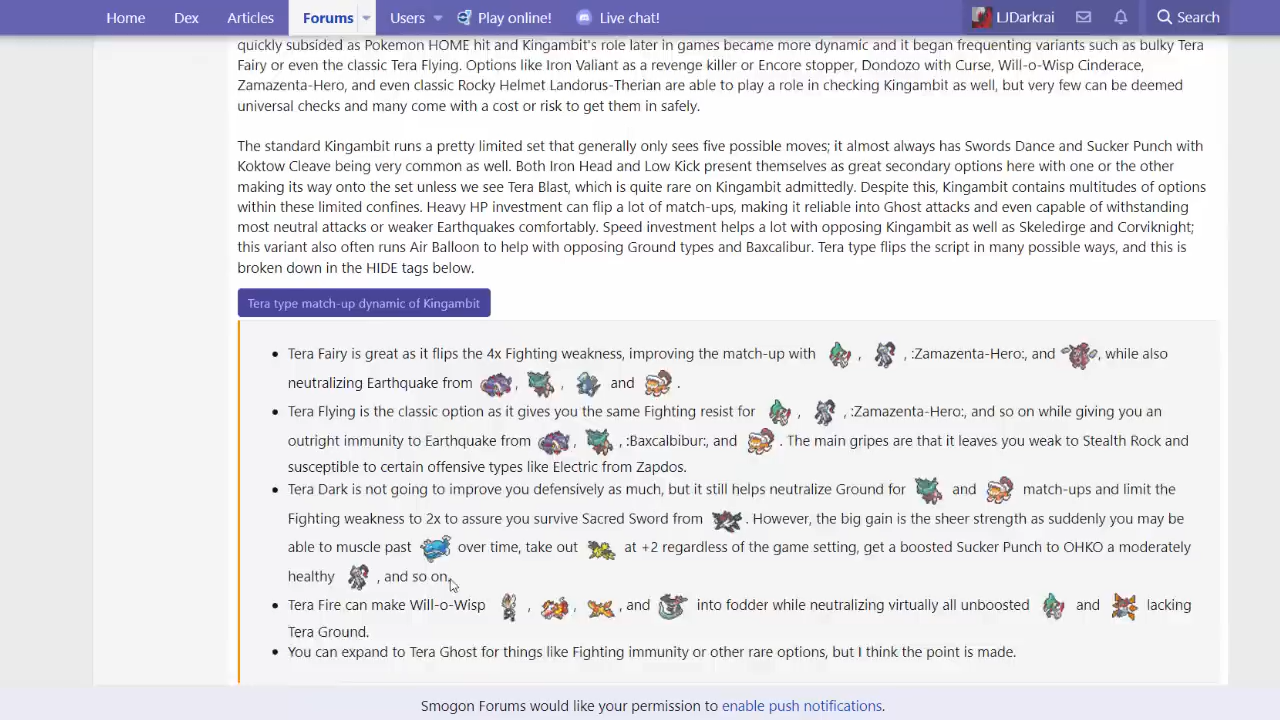 Home Dex Articles Forums Users Play online! Live chat! LJDarkrai Search
quickly subsided as Pokemon HOME hit and Kingambit's role later in games became more dynamic and it began frequenting variants such as bulky Tera
Fairy or even the classic Tera Flying. Options like Iron Valiant as a revenge killer or Encore stopper, Dondozo with Curse, Will-o-Wisp Cinderace,
Zamazenta-Hero, and even classic Rocky Helmet Landorus-Therian are able to play a role in checking Kingambit as well, but very few can be deemed
universal checks and many come with a cost or risk to get them in safely.
The standard Kingambit runs a pretty limited set that generally only sees five possible moves; it almost always has Swords Dance and Sucker Punch with
Koktow Cleave being very common as well. Both Iron Head and Low Kick present themselves as great secondary options here with one or the other
making its way onto the set unless we see Tera Blast, which is quite rare on Kingambit admittedly. Despite this, Kingambit contains multitudes of options
within these limited confines. Heavy HP investment can flip a lot of match-ups, making it reliable into Ghost attacks and even capable of withstanding
most neutral attacks or weaker Earthquakes comfortably. Speed investment helps a lot with opposing Kingambit as well as Skeledirge and Corviknight;
this variant also often runs Air Balloon to help with opposing Ground types and Baxcalibur. Tera type flips the script in many possible ways, and this is
broken down in the HIDE tags below.
Tera type match-up dynamic of Kingambit
• Tera Fairy is great as it flips the 4x Fighting weakness, improving the match-up with , , :Zamazenta-Hero:, and , while also
neutralizing Earthquake from , , and .
• Tera Flying is the classic option as it gives you the same Fighting resist for , , :Zamazenta-Hero:, and so on while giving you an
outright immunity to Earthquake from , , :Baxcalbibur:, and . The main gripes are that it leaves you weak to Stealth Rock and
susceptible to certain offensive types like Electric from Zapdos.
• Tera Dark is not going to improve you defensively as much, but it still helps neutralize Ground for and match-ups and limit the
Fighting weakness to 2x to assure you survive Sacred Sword from . However, the big gain is the sheer strength as suddenly you may be
able to muscle past over time, take out at +2 regardless of the game setting, get a boosted Sucker Punch to OHKO a moderately
healthy , and so on.
• Tera Fire can make Will-o-Wisp , , , and into fodder while neutralizing virtually all unboosted and lacking
Tera Ground.
• You can expand to Tera Ghost for things like Fighting immunity or other rare options, but I think the point is made.
Smogon Forums would like your permission to enable push notifications.